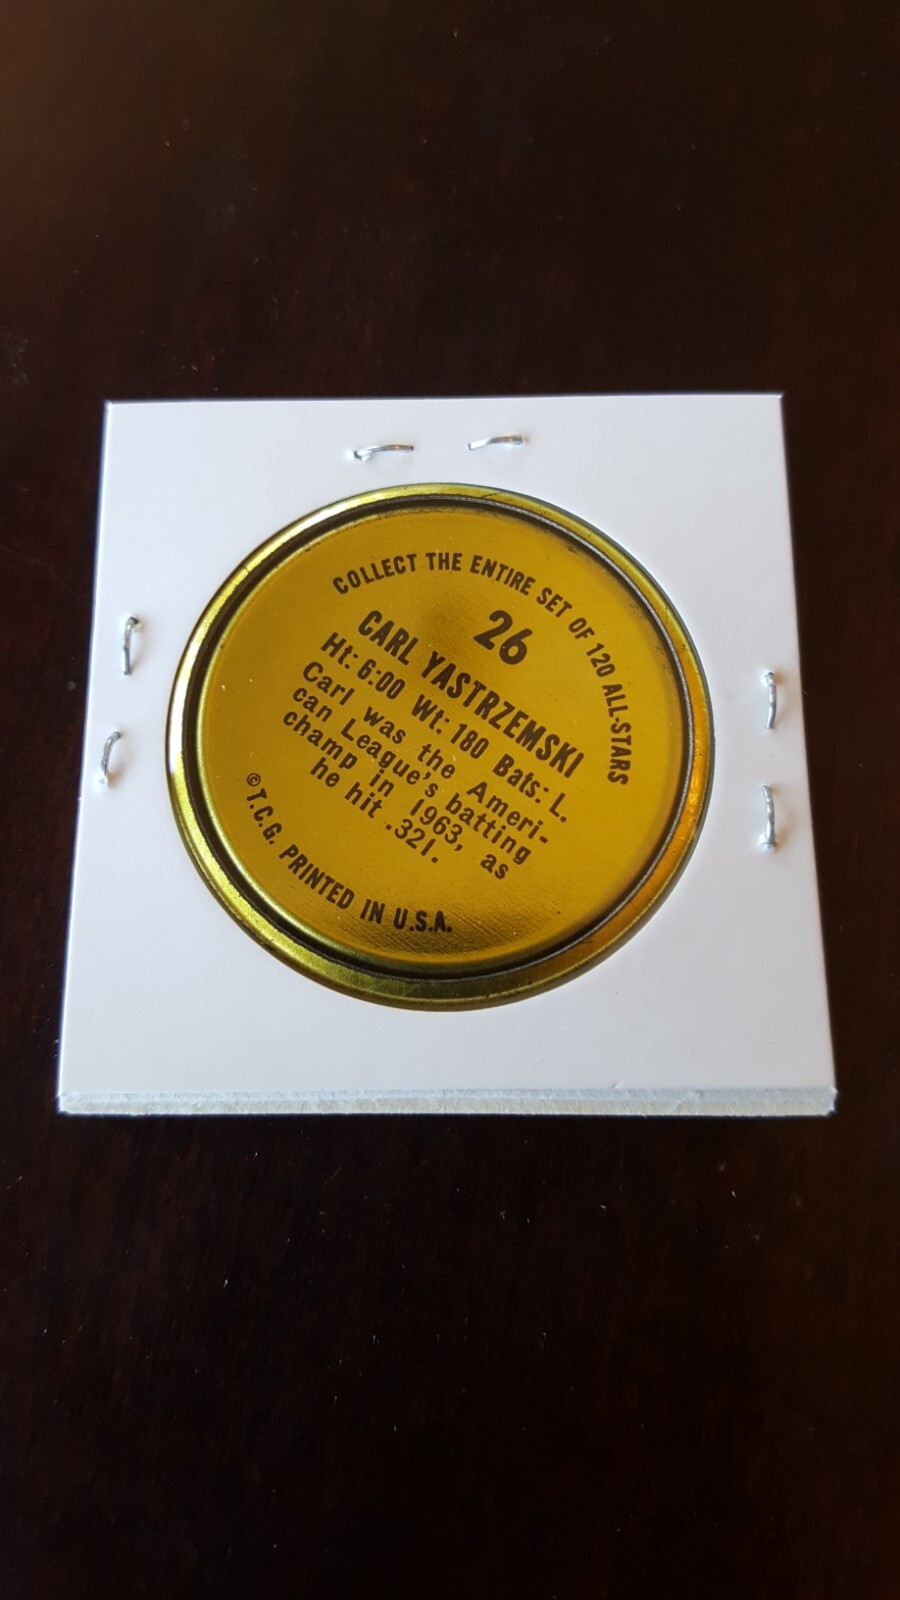 COLLECT THE ENTIRE SET OF 120 ALL-STARS
26
CARL YASTRZEMSKI
Ht: 6:00 Wt: 180 Bats: L.
Carl was the Ameri-
can League's batting
champ in 1963, as
he hit .321.
© T.C.G. PRINTED IN U.S.A.